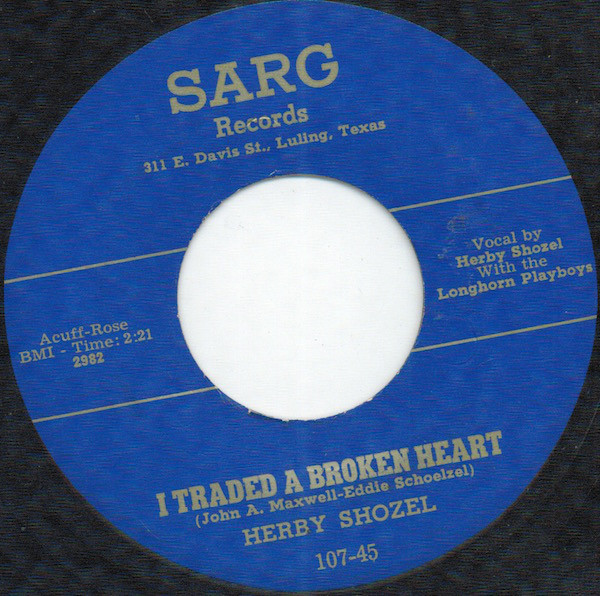 SARG
Records
311 E. Davis St., Luling, Texas
Vocal by
Herby Shozel
With the
Longhorn Playboys
Acuff-Rose
BMI - Time: 2:21
2982
I TRADED A BROKEN HEART
(John A. Maxwell-Eddie Schoelzel)
HERBY SHOZEL
107-45